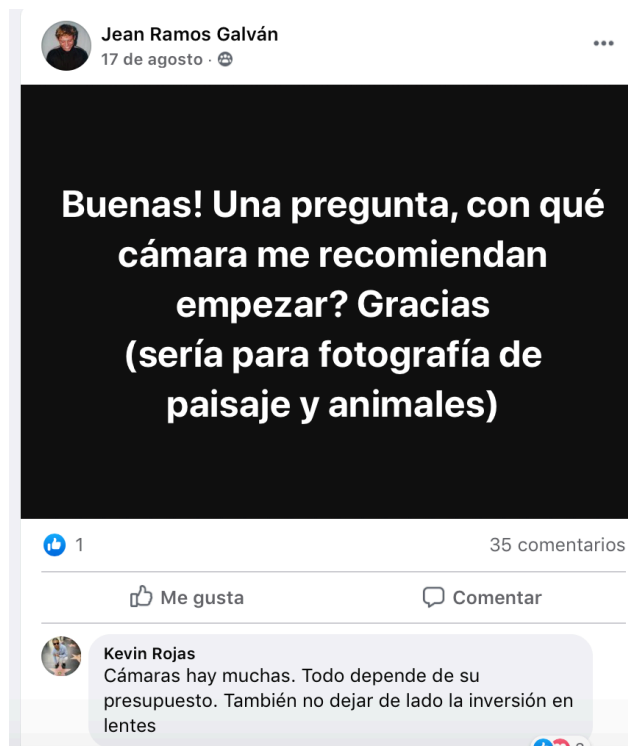 Jean Ramos Galván
17 de agosto ·
Buenas! Una pregunta, con qué
cámara me recomiendan
empezar? Gracias
(sería para fotografía de
paisaje y animales)
1
35 comentarios
Me gusta
Comentar
Kevin Rojas
Cámaras hay muchas. Todo depende de su
presupuesto. También no dejar de lado la inversión en
lentes